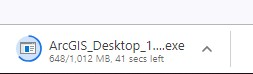 ArcGIS_Desktop_1....exe
648/1,012 MB, 41 secs left